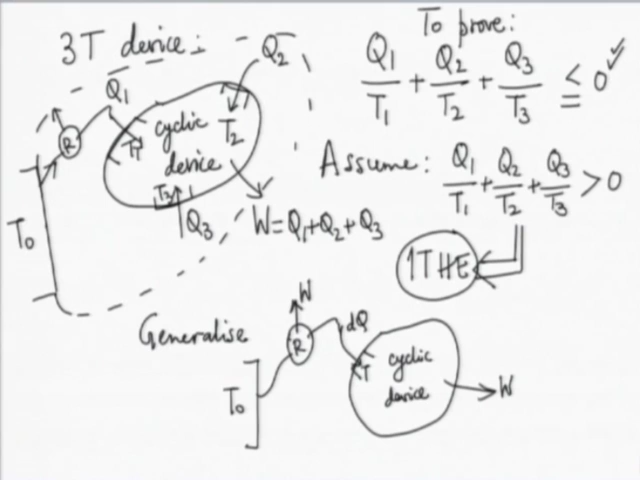 3T device:
To prove:
Q1/T1 + Q2/T2 + Q3/T3 ≤ 0 ✓
Q1
Q2
R
cyclic
device
T1
T2
T3
Q3
T0
W=Q1+Q2+Q3
Assume: Q1/T1 + Q2/T2 + Q3/T3 > 0
1THE
Generalise
W
R
dQ
T
cyclic
device
W
T0